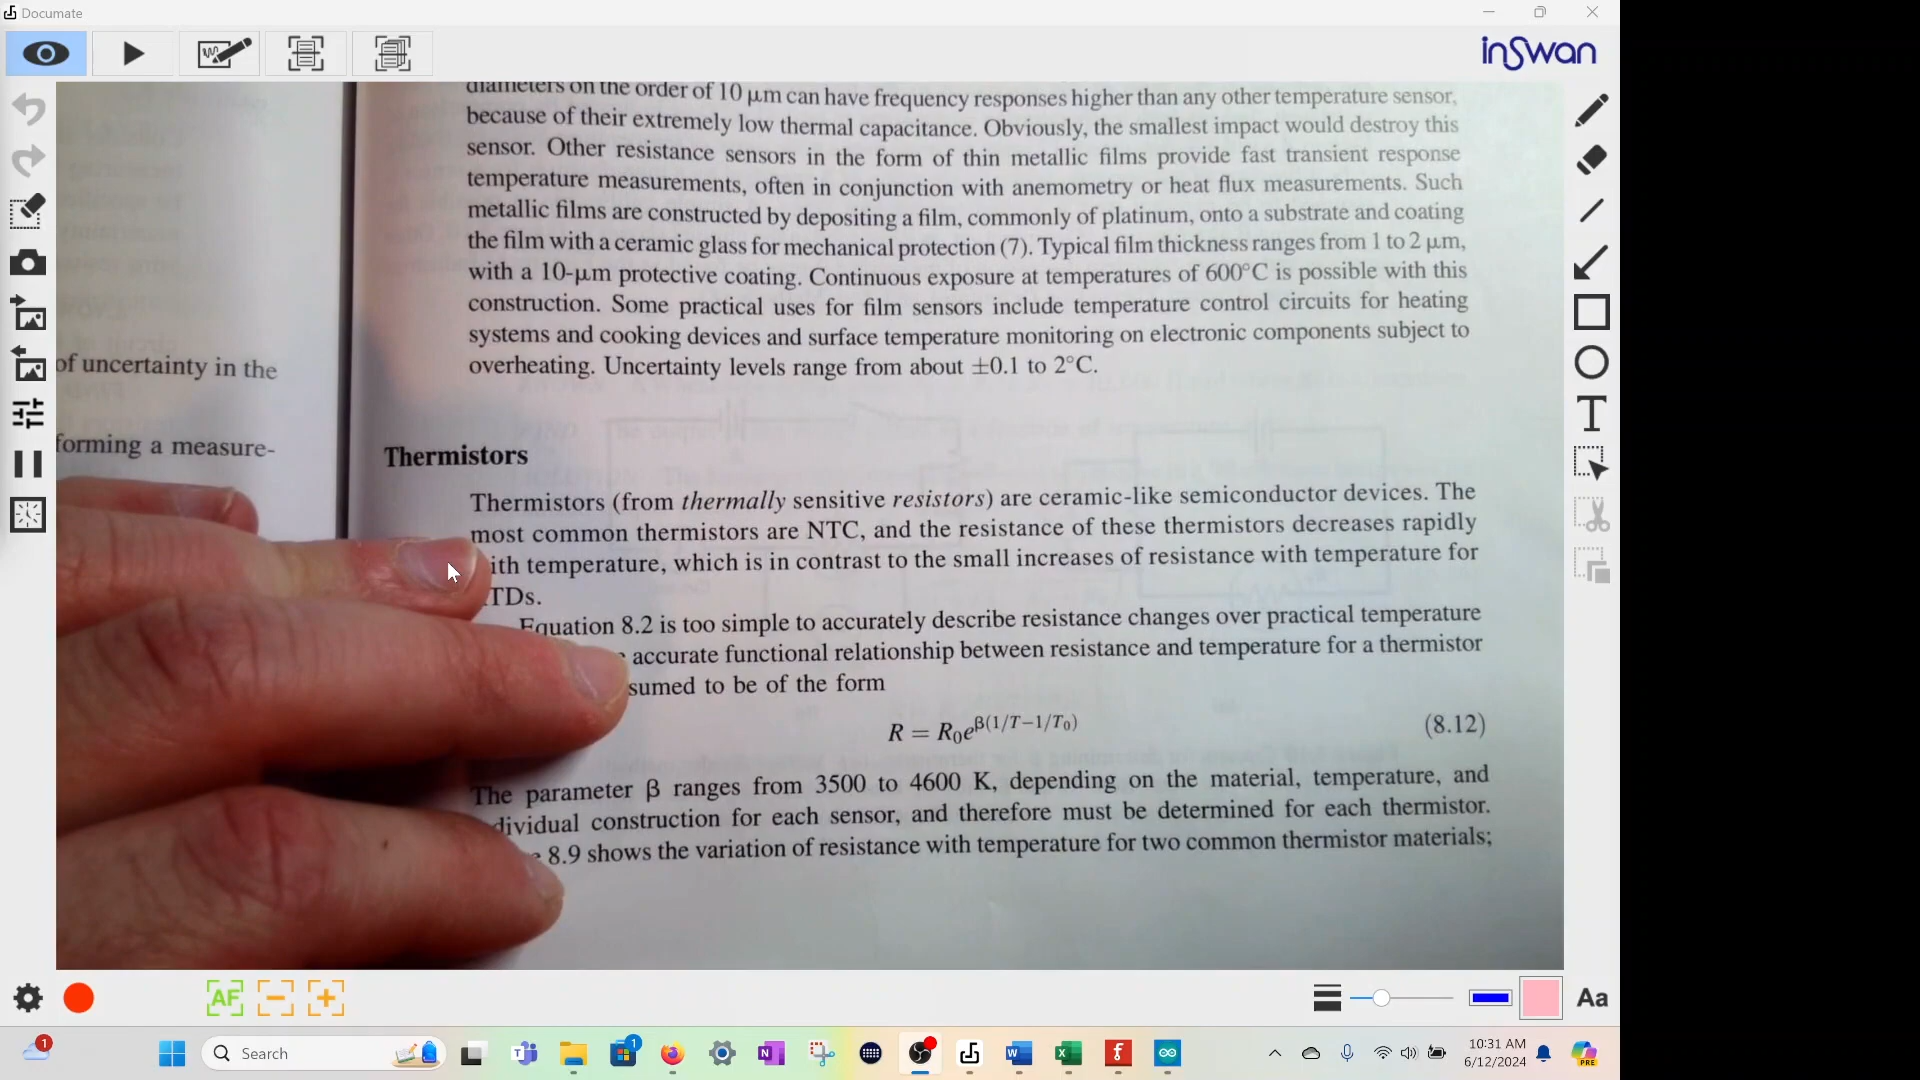 Documate
inSwan
diameters on the order of 10 μm can have frequency responses higher than any other temperature sensor,
because of their extremely low thermal capacitance. Obviously, the smallest impact would destroy this
sensor. Other resistance sensors in the form of thin metallic films provide fast transient response
temperature measurements, often in conjunction with anemometry or heat flux measurements. Such
metallic films are constructed by depositing a film, commonly of platinum, onto a substrate and coating
the film with a ceramic glass for mechanical protection (7). Typical film thickness ranges from 1 to 2 μm,
with a 10-μm protective coating. Continuous exposure at temperatures of 600°C is possible with this
construction. Some practical uses for film sensors include temperature control circuits for heating
systems and cooking devices and surface temperature monitoring on electronic components subject to
overheating. Uncertainty levels range from about ±0.1 to 2°C.
of uncertainty in the
forming a measure-
Thermistors
Thermistors (from thermally sensitive resistors) are ceramic-like semiconductor devices. The
most common thermistors are NTC, and the resistance of these thermistors decreases rapidly
ith temperature, which is in contrast to the small increases of resistance with temperature for
TDs.
Equation 8.2 is too simple to accurately describe resistance changes over practical temperature
accurate functional relationship between resistance and temperature for a thermistor
sumed to be of the form
R = R₀e^β(1/T−1/T₀) (8.12)
The parameter β ranges from 3500 to 4600 K, depending on the material, temperature, and
dividual construction for each sensor, and therefore must be determined for each thermistor.
8.9 shows the variation of resistance with temperature for two common thermistor materials;
T
AF
Aa
1
Search
1
10:31 AM
6/12/2024
PRE